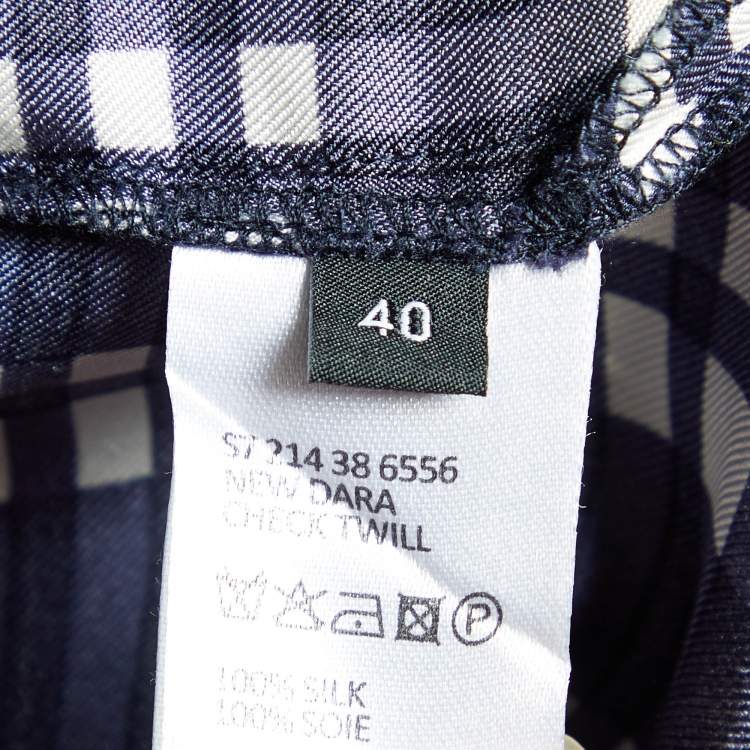 40
S7 214 38 6556
NEW DARA
CHECK TWILL
P
100% SILK
100% SOIE